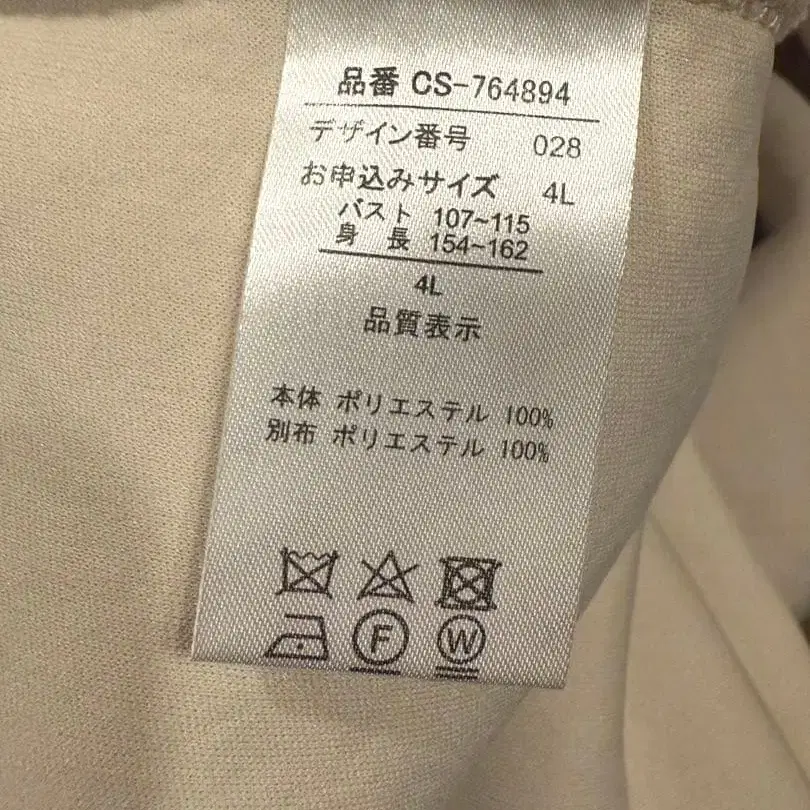 品番 CS-764894
デザイン番号 028
お申込みサイズ 4L
バスト 107~115
身 長 154~162
4L
品質表示
本体 ポリエステル 100%
別布 ポリエステル 100%
F W